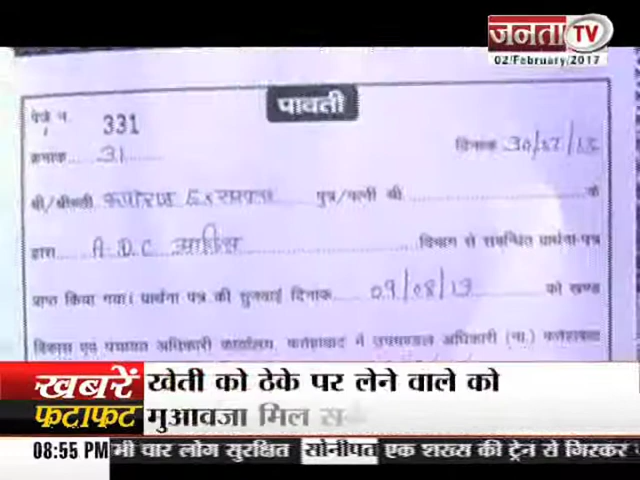 जनता TV
02/February/2017
पावती
पेज न. 331
क्रमांक 31 दिनांक 30/07/13
श्री/श्रीमती पुत्र/पत्नी श्री के
द्वारा A.D.C आफिस विभाग से सम्बन्धित प्रार्थना-पत्र
प्राप्त किया गया। प्रार्थना पत्र की सुनवाई दिनांक 09/08/13 को खण्ड
विकास एवं पंचायत अधिकारी कार्यालय, फतेहाबाद में उपमण्डल अधिकारी (ना.) फतेहाबाद
खबरें फटाफट
खेती को ठेके पर लेने वाले को
मुआवजा मिल
08:55 PM भी चार लोग सुरक्षित सोनीपत एक शख्स की ट्रेन से गिरकर